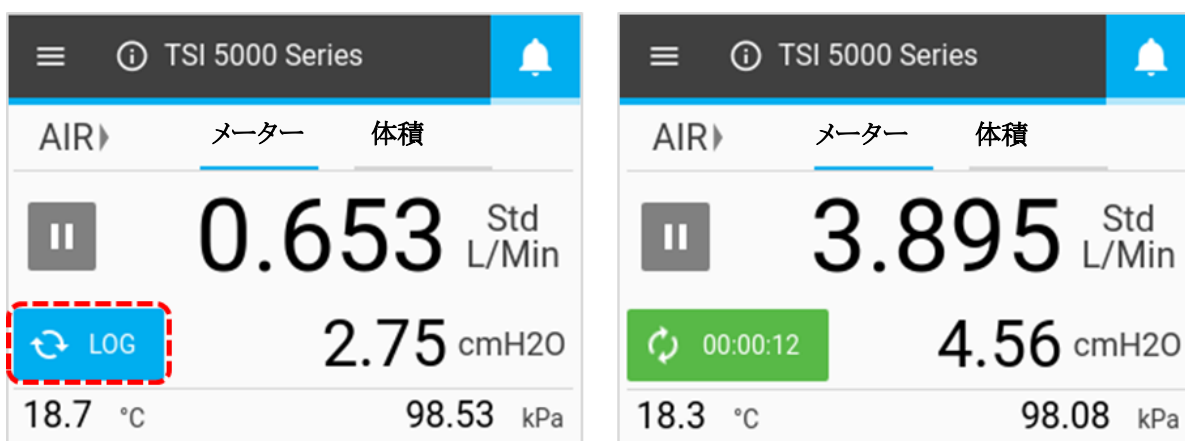 TSI 5000 Series
AIR メーター 体積
0.653 Std L/Min
LOG 2.75 cmH2O
18.7 °C 98.53 kPa
TSI 5000 Series
AIR メーター 体積
3.895 Std L/Min
00:00:12 4.56 cmH2O
18.3 °C 98.08 kPa